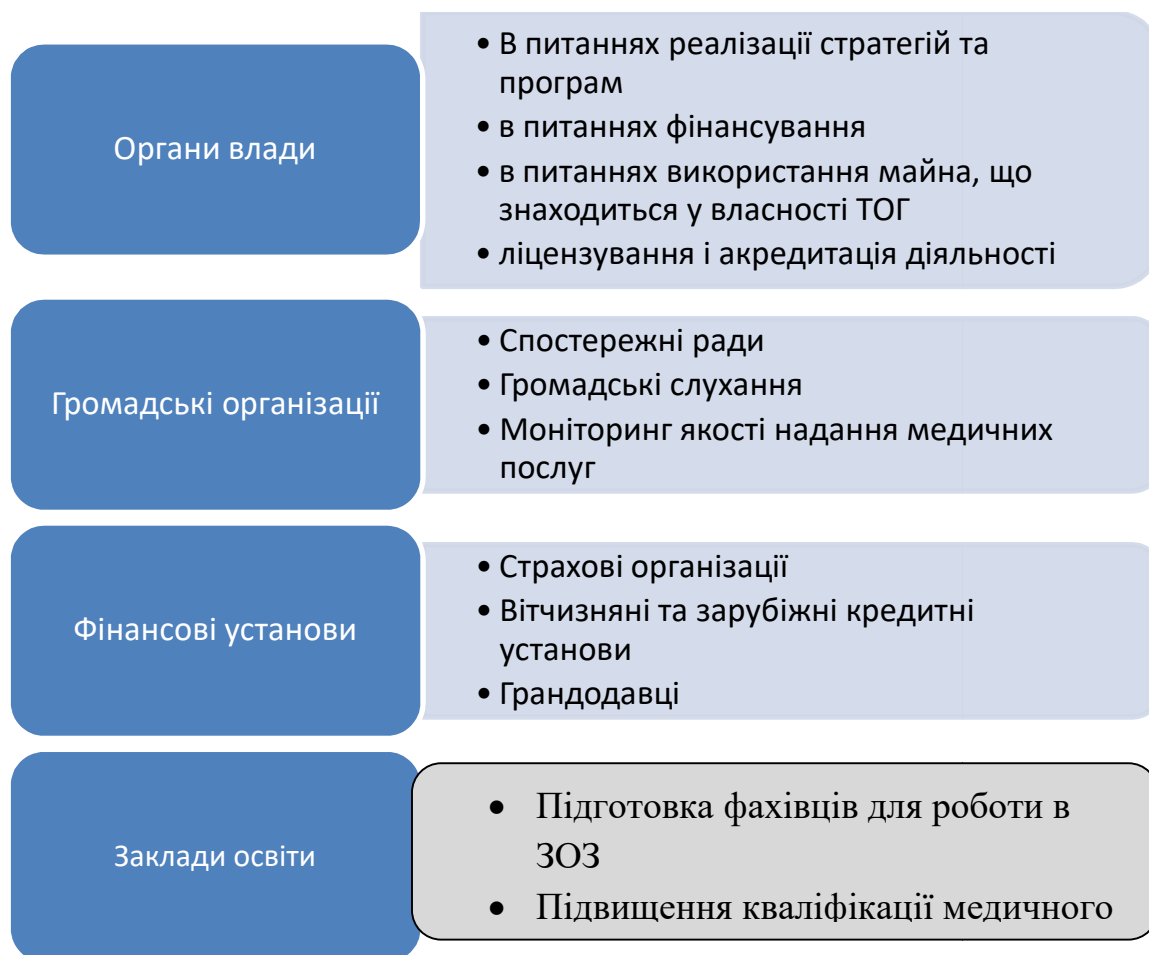 Органи влади
• В питаннях реалізації стратегій та
програм
• в питаннях фінансування
• в питаннях використання майна, що
знаходиться у власності ТОГ
• ліцензування і акредитація діяльності
Громадські організації
• Спостережні ради
• Громадські слухання
• Моніторинг якості надання медичних
послуг
Фінансові установи
• Страхові організації
• Вітчизняні та зарубіжні кредитні
установи
• Грандодавці
Заклади освіти
• Підготовка фахівців для роботи в
ЗОЗ
• Підвищення кваліфікації медичного